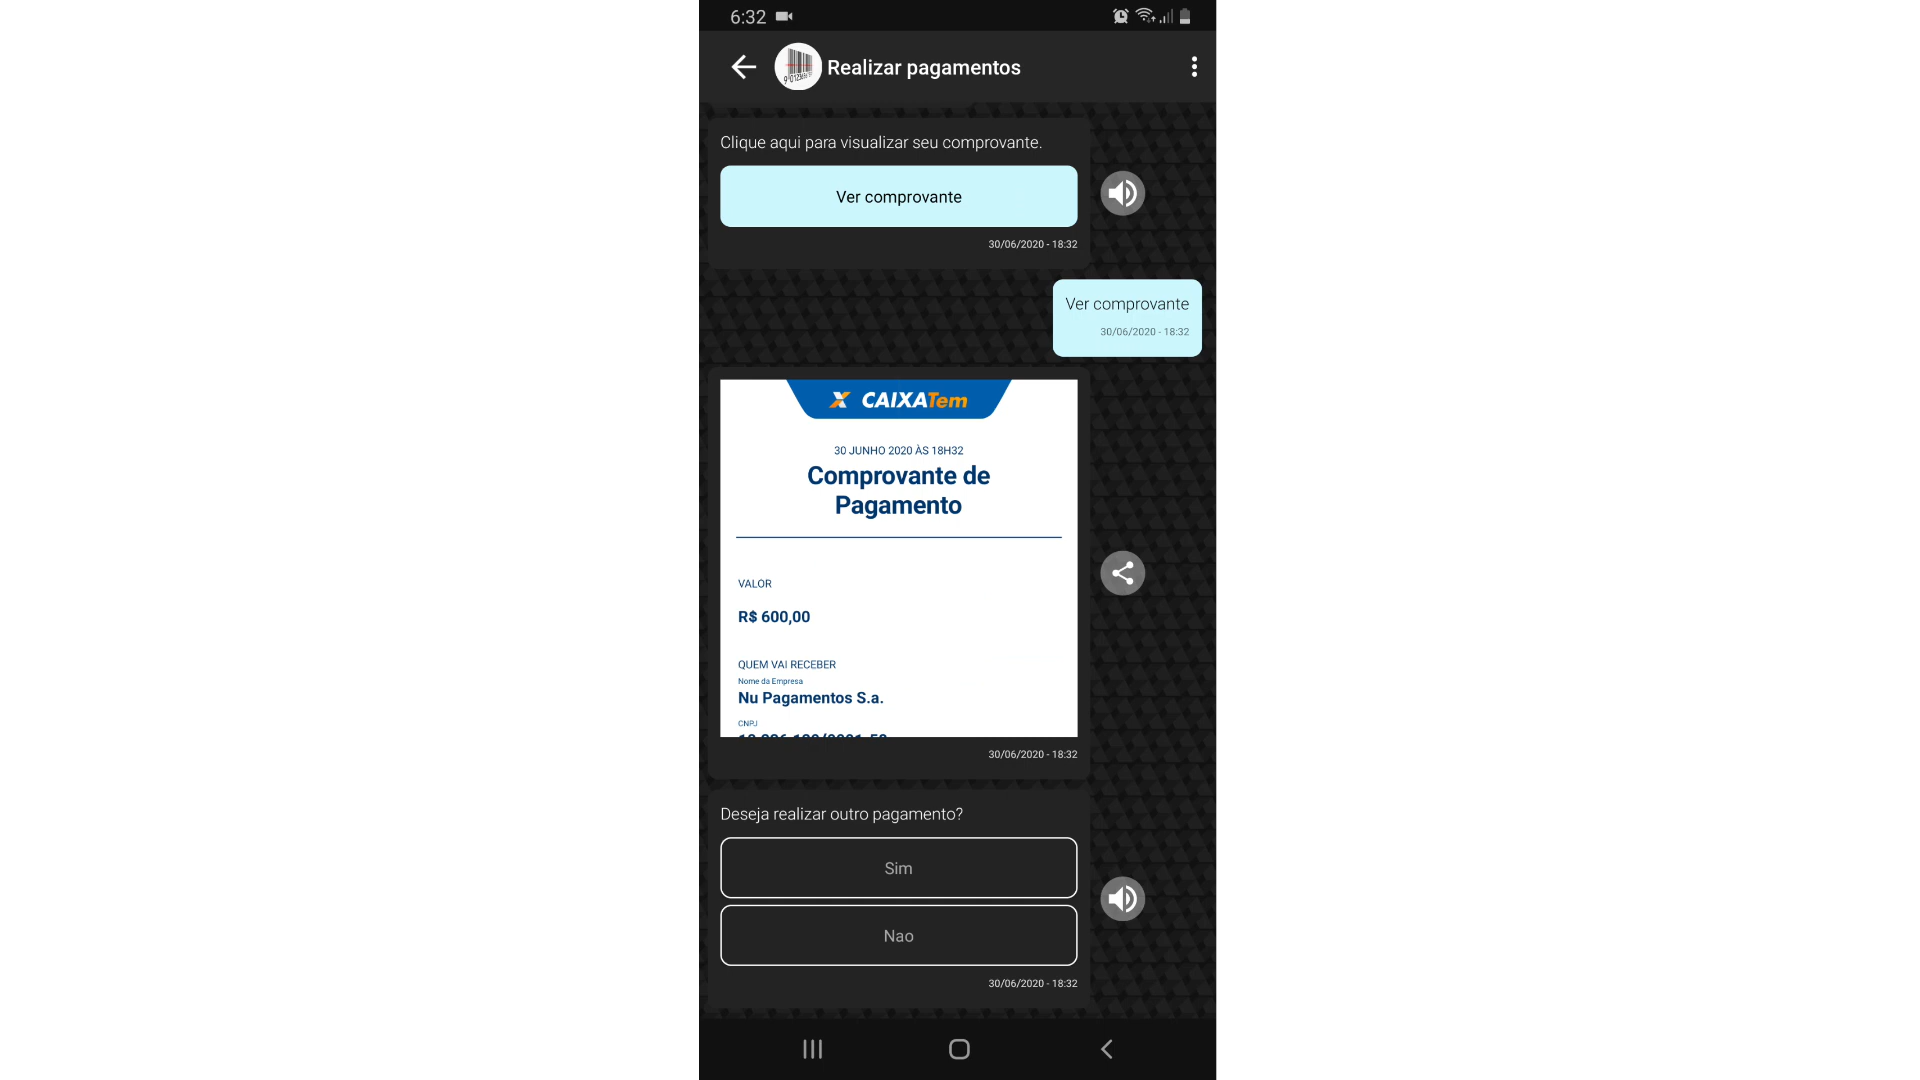 6:32
Realizar pagamentos
Clique aqui para visualizar seu comprovante.
Ver comprovante
30/06/2020 - 18:32
Ver comprovante
30/06/2020 - 18:32
CAIXATem
30 JUNHO 2020 ÀS 18H32
Comprovante de
Pagamento
VALOR
R$ 600,00
QUEM VAI RECEBER
Nome da Empresa
Nu Pagamentos S.a.
CNPJ
30/06/2020 - 18:32
Deseja realizar outro pagamento?
Sim
Nao
30/06/2020 - 18:32